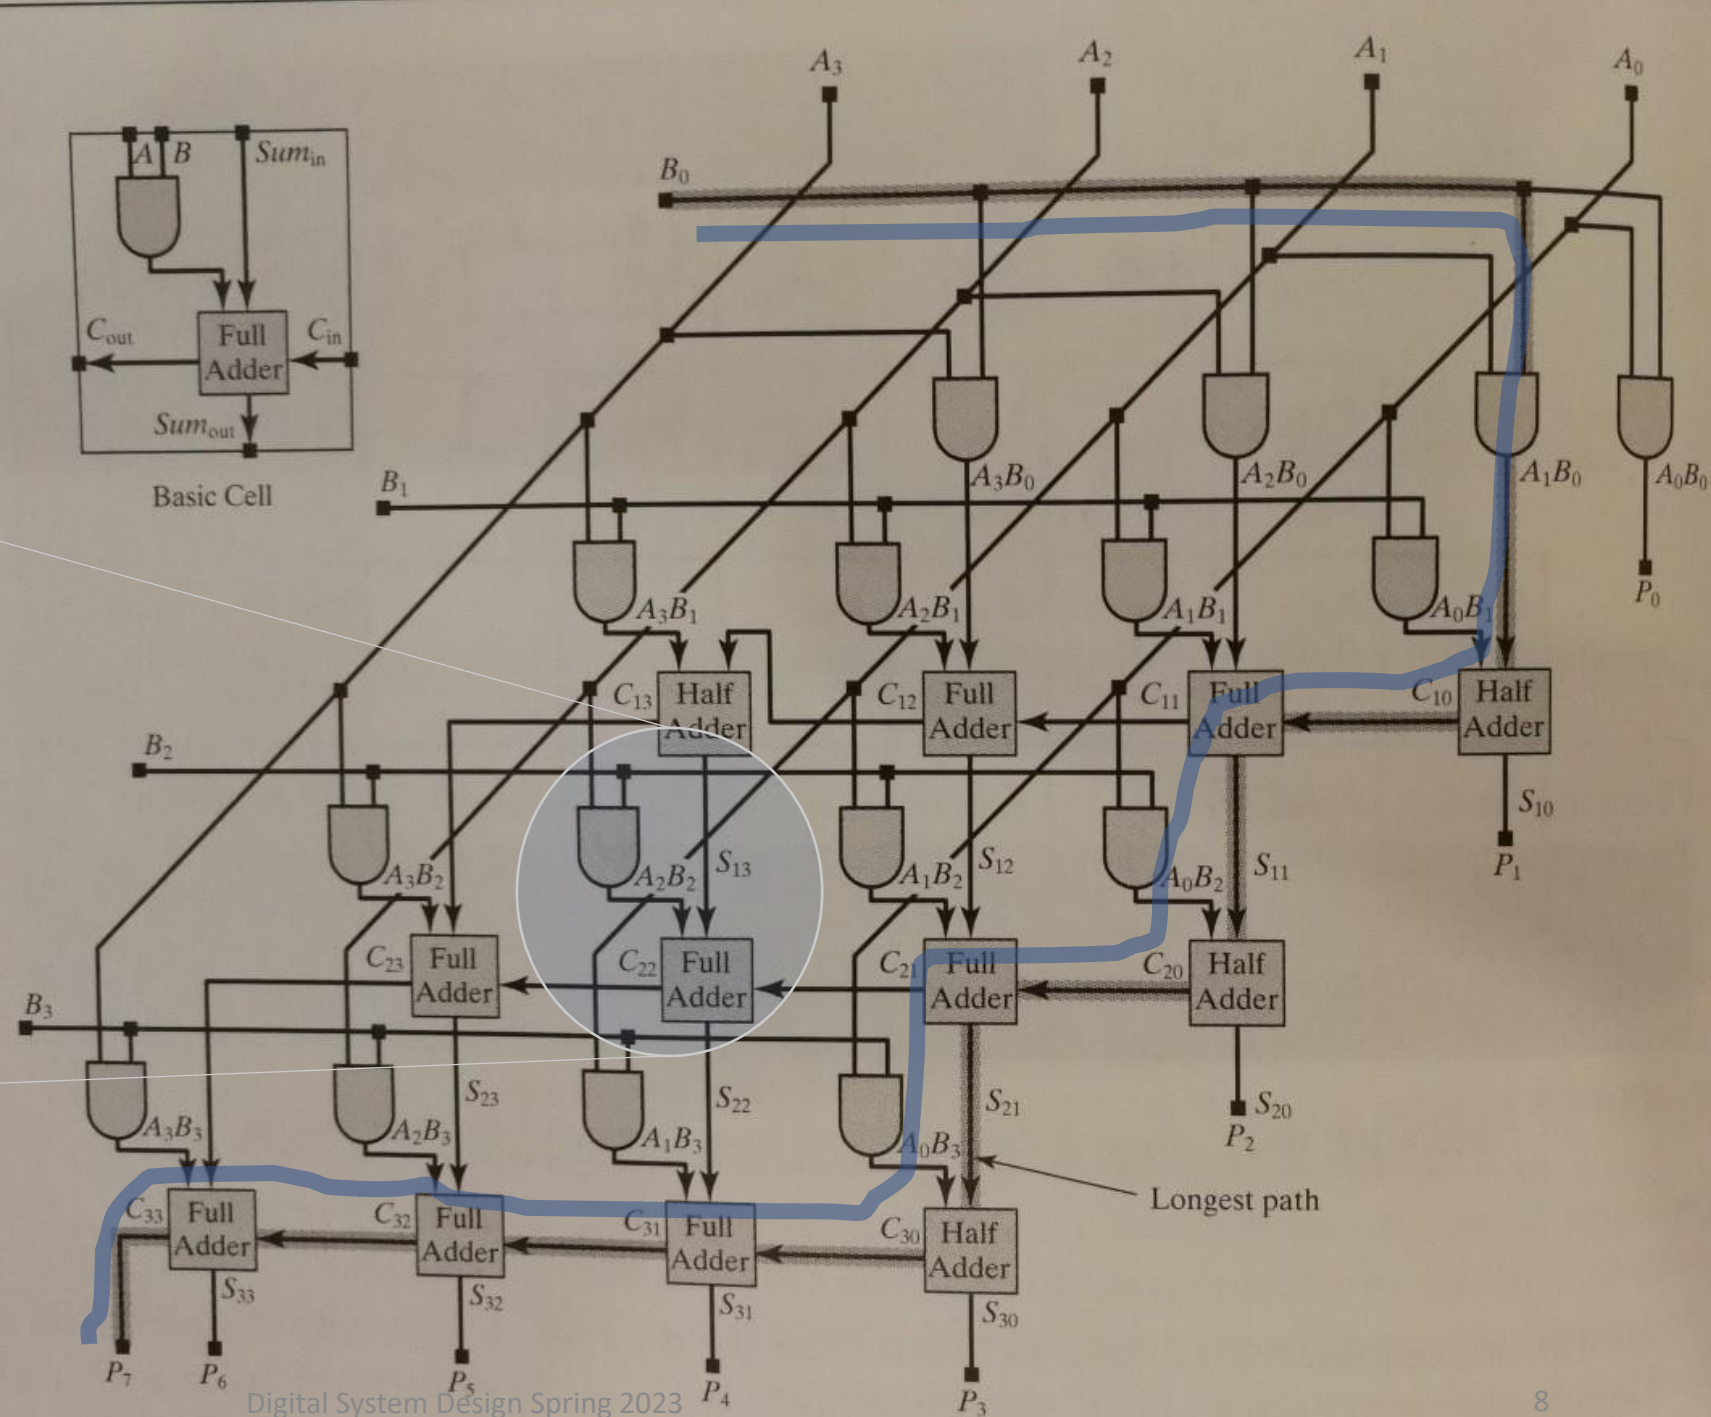 A3 A2 A1 A0
A B Sumin
B0
Cout Full Adder Cin
Sumout
Basic Cell
A3B0 A2B0 A1B0 A0B0
B1
A3B1 A2B1 A1B1 A0B1
P0
C13 Half Adder C12 Full Adder C11 Full Adder C10 Half Adder
B2
S13 S12 S11 S10
P1
A3B2 A2B2 A1B2 A0B2
C23 Full Adder C22 Full Adder C21 Full Adder C20 Half Adder
B3
S23 S22 S21 S20
P2
A3B3 A2B3 A1B3 A0B3
Longest path
C33 Full Adder C32 Full Adder C31 Full Adder C30 Half Adder
S33 S32 S31 S30
P7 P6 P5 P4 P3
Digital System Design Spring 2023 8